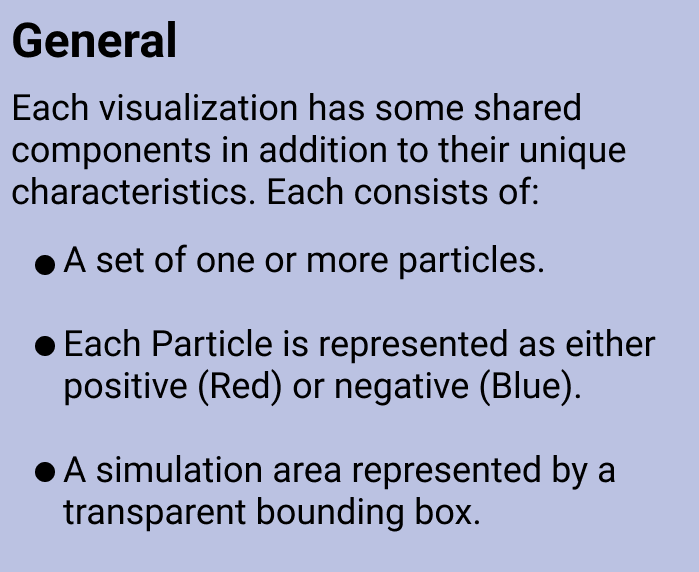 General
Each visualization has some shared
components in addition to their unique
characteristics. Each consists of:
● A set of one or more particles.
● Each Particle is represented as either
positive (Red) or negative (Blue).
● A simulation area represented by a
transparent bounding box.